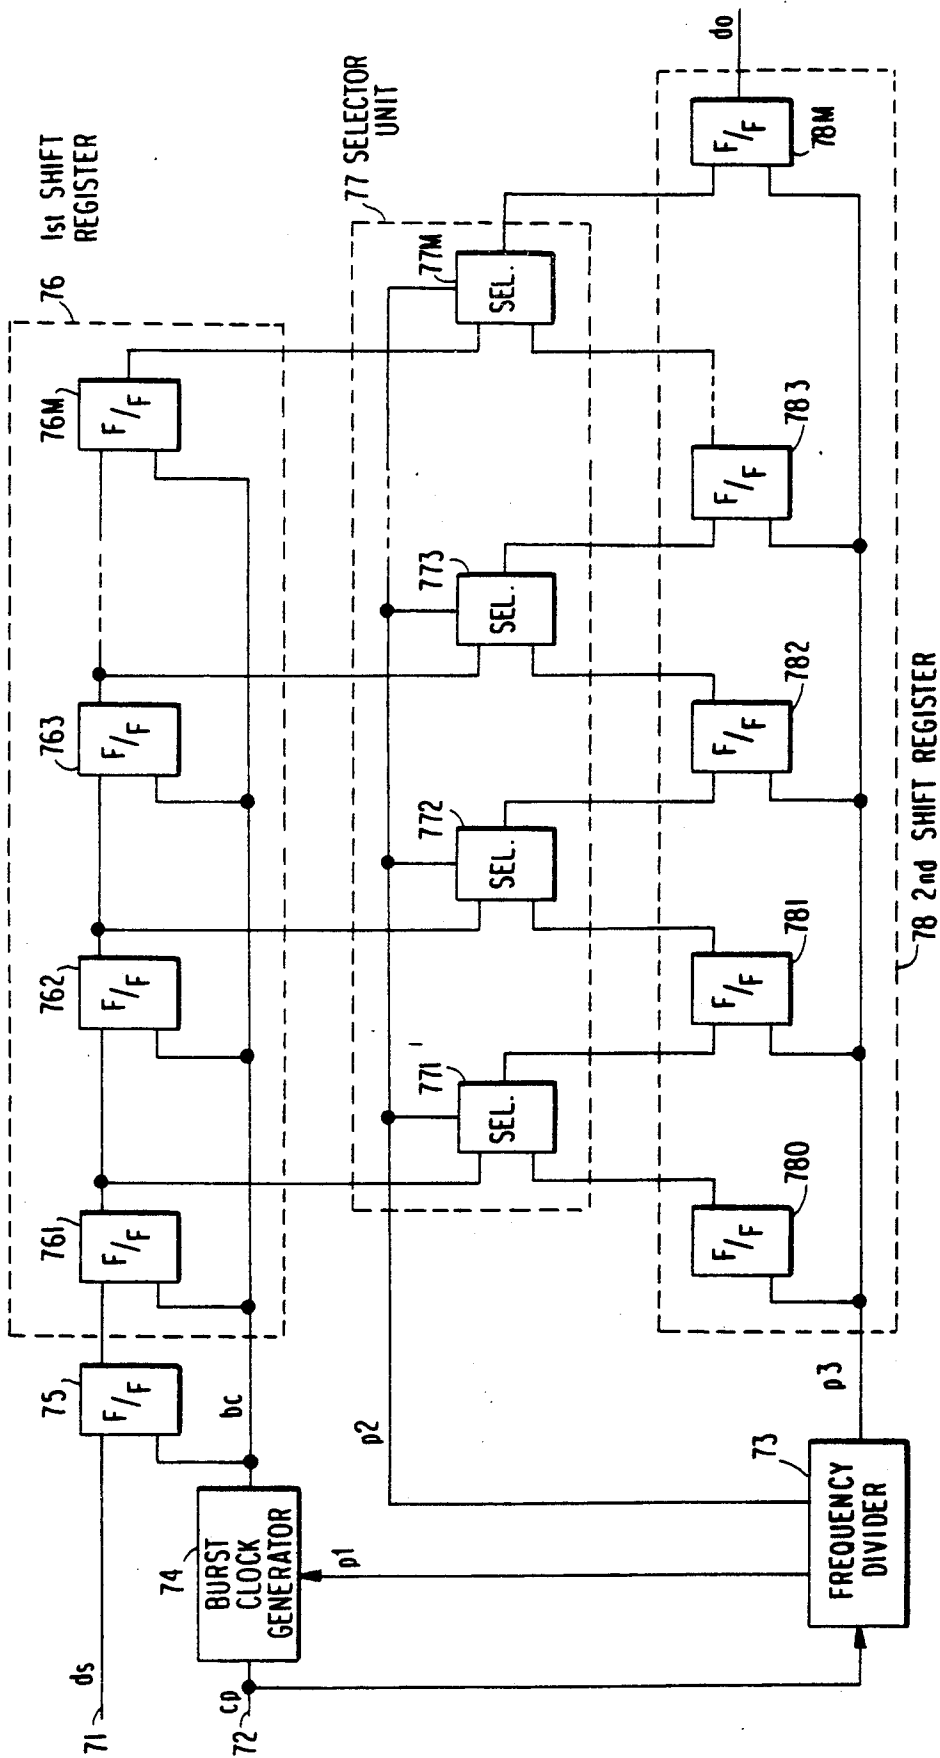 76 1st SHIFT
REGISTER
76M
F/F
763
F/F
762
F/F
761
F/F
75
F/F
ds
71
bc
74
BURST
CLOCK
GENERATOR
cp
72
p1
p2
77 SELECTOR
UNIT
77M
SEL.
773
SEL.
772
SEL.
771
SEL.
do
F/F
78M
F/F
783
F/F
782
F/F
781
F/F
780
p3
73
FREQUENCY
DIVIDER
78 2nd SHIFT REGISTER